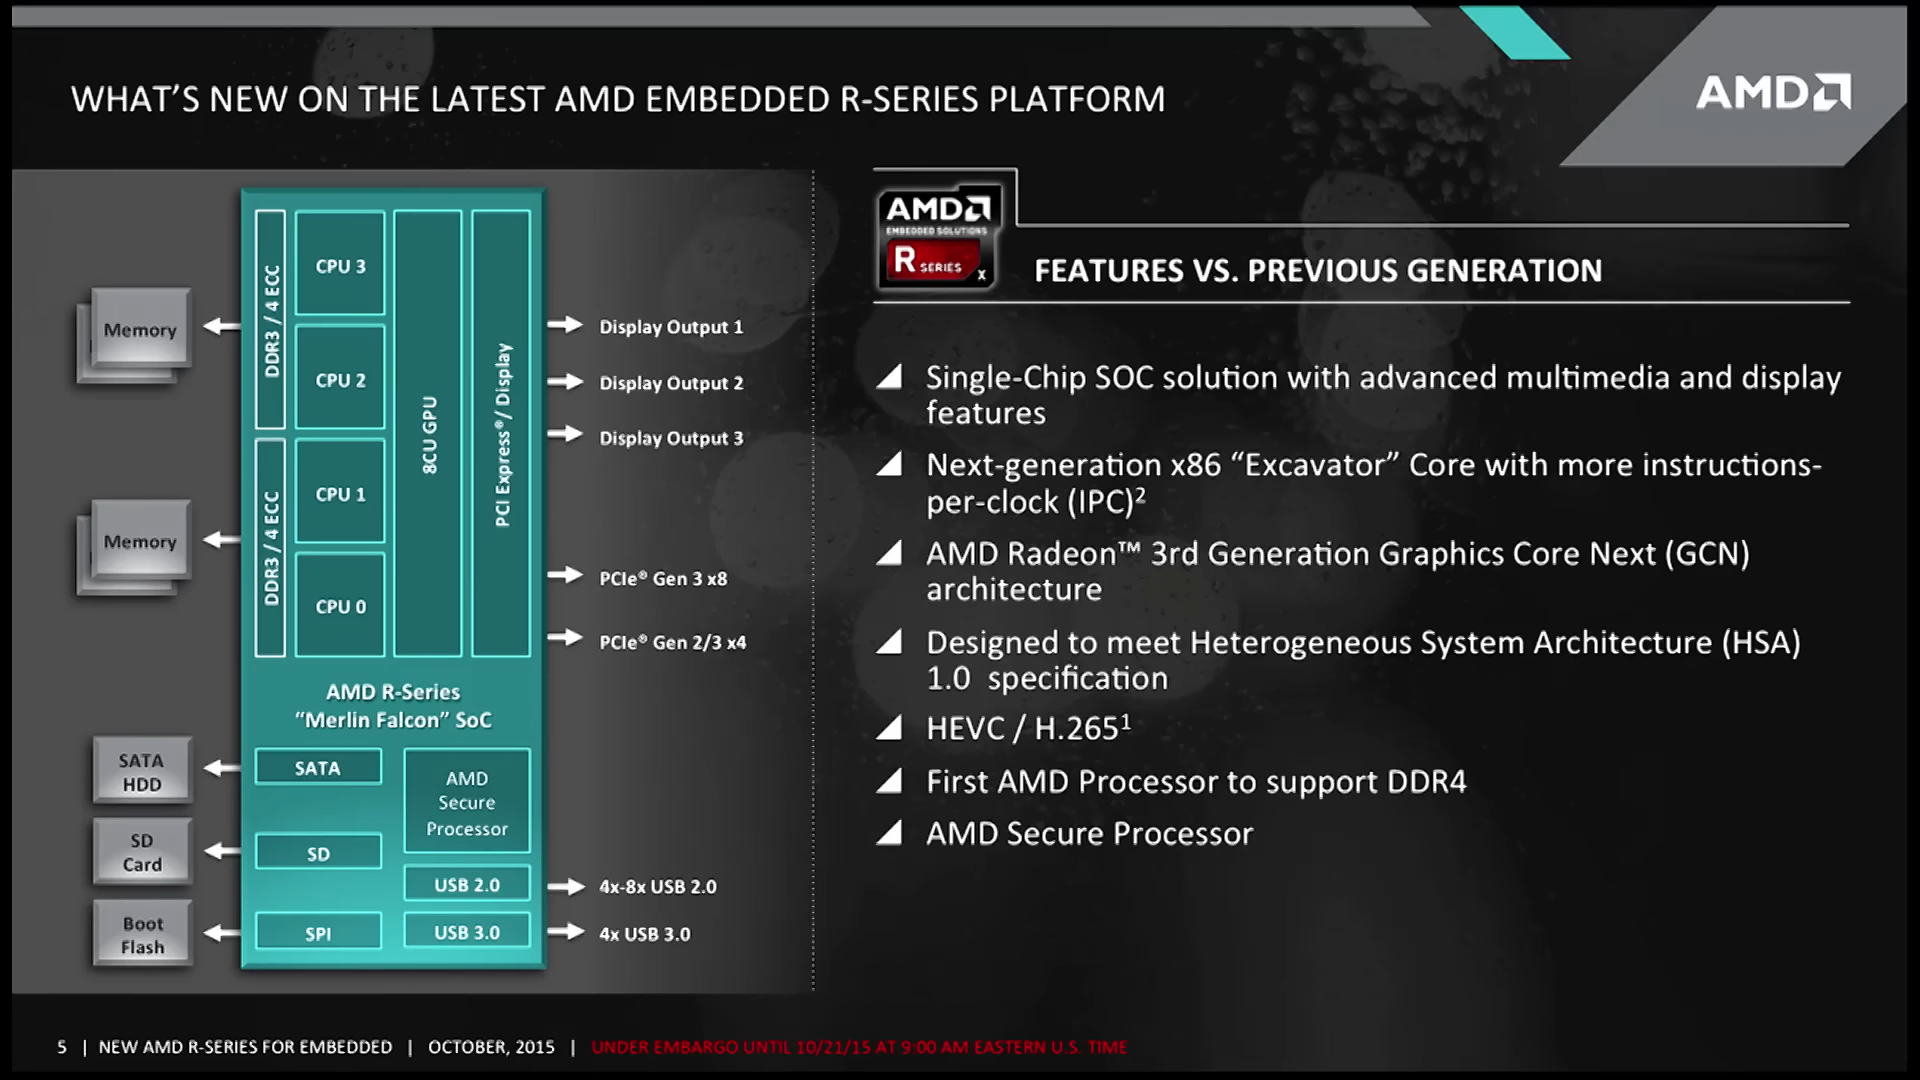 WHAT'S NEW ON THE LATEST AMD EMBEDDED R-SERIES PLATFORM
AMD
Memory
Memory
SATA
HDD
SD
Card
Boot
Flash
DDR3 / 4 ECC
DDR3 / 4 ECC
CPU 3
CPU 2
CPU 1
CPU 0
8CU GPU
PCI Express®/ Display
AMD R-Series
“Merlin Falcon” SoC
SATA
SD
SPI
AMD
Secure
Processor
USB 2.0
USB 3.0
Display Output 1
Display Output 2
Display Output 3
PCIe® Gen 3 x8
PCIe® Gen 2/3 x4
4x-8x USB 2.0
4x USB 3.0
AMD
EMBEDDED SOLUTIONS
R SERIES X
FEATURES VS. PREVIOUS GENERATION
Single-Chip SOC solution with advanced multimedia and display
features
Next-generation x86 “Excavator” Core with more instructions-
per-clock (IPC)²
AMD Radeon™ 3rd Generation Graphics Core Next (GCN)
architecture
Designed to meet Heterogeneous System Architecture (HSA)
1.0 specification
HEVC / H.265¹
First AMD Processor to support DDR4
AMD Secure Processor
5 | NEW AMD R-SERIES FOR EMBEDDED | OCTOBER, 2015 | UNDER EMBARGO UNTIL 10/21/15 AT 9:00 AM EASTERN U.S. TIME